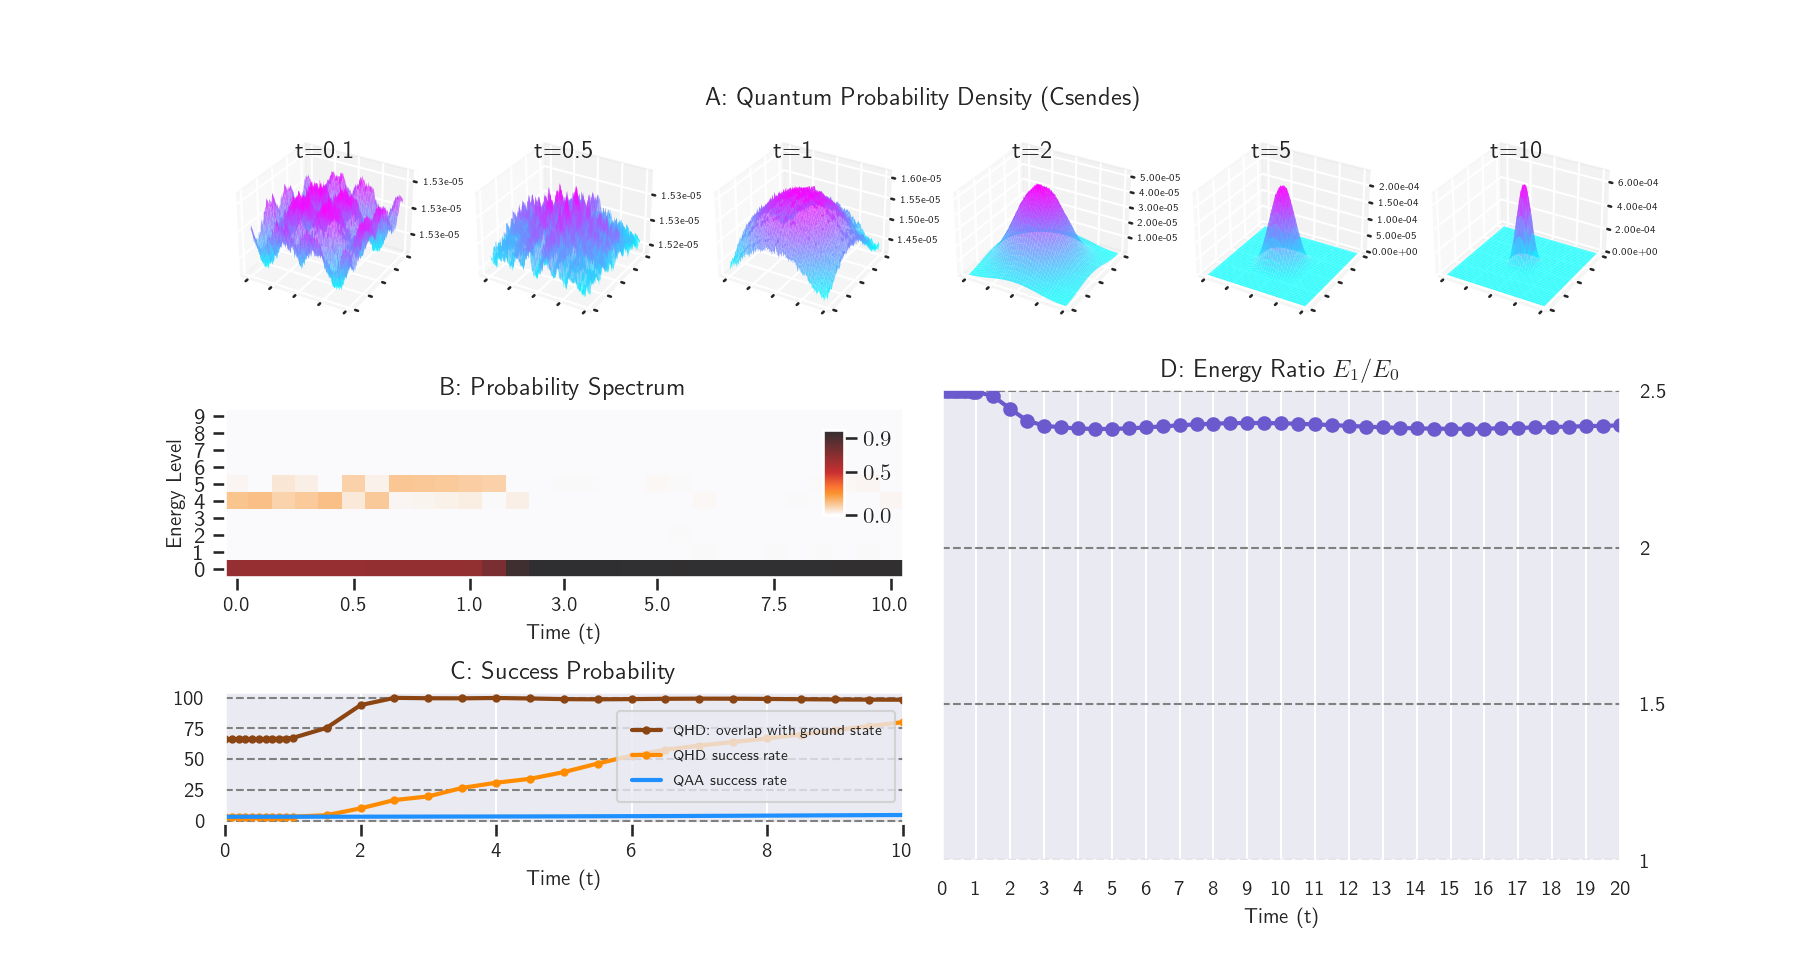 A: Quantum Probability Density (Csendes)
t=0.1
1.53e-05
1.53e-05
1.53e-05
t=0.5
1.53e-05
1.53e-05
1.52e-05
t=1
1.60e-05
1.55e-05
1.50e-05
1.45e-05
t=2
5.00e-05
4.00e-05
3.00e-05
2.00e-05
1.00e-05
t=5
2.00e-04
1.50e-04
1.00e-04
5.00e-05
0.00e+00
t=10
6.00e-04
4.00e-04
2.00e-04
0.00e+00
B: Probability Spectrum
Energy Level
9
8
7
6
5
4
3
2
1
0
0.9
0.5
0.0
0.0 0.5 1.0 3.0 5.0 7.5 10.0
Time (t)
C: Success Probability
100
75
50
25
0
QHD: overlap with ground state
QHD success rate
QAA success rate
0 2 4 6 8 10
Time (t)
D: Energy Ratio E₁/E₀
2.5
2
1.5
1
0 1 2 3 4 5 6 7 8 9 10 11 12 13 14 15 16 17 18 19 20
Time (t)